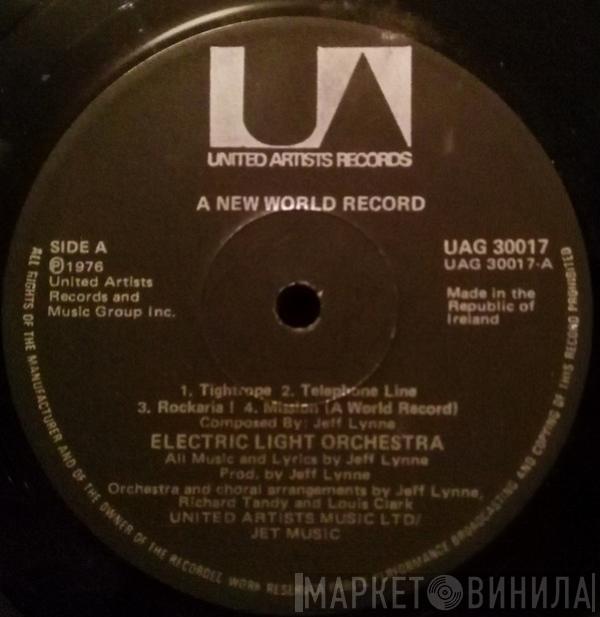 UA
UNITED ARTISTS RECORDS
A NEW WORLD RECORD
SIDE A
℗1976
United Artists
Records and
Music Group Inc.
UAG 30017
UAG 30017-A
Made in the
Republic of
Ireland
1. Tightrope 2. Telephone Line
3. Rockaria ! 4. Mission (A World Record)
Composed By: Jeff Lynne
ELECTRIC LIGHT ORCHESTRA
All Music and Lyrics by Jeff Lynne
Prod. by Jeff Lynne
Orchestra and choral arrangements by Jeff Lynne,
Richard Tandy and Louis Clark
UNITED ARTISTS MUSIC LTD/
JET MUSIC
ALL RIGHTS OF THE MANUFACTURER AND OF THE OWNER OF THE RECORDED WORK RESERVED PERFORMANCE BROADCASTING AND COPYING OF THIS RECORD PROHIBITED
МАРКЕТ ВИНИЛА